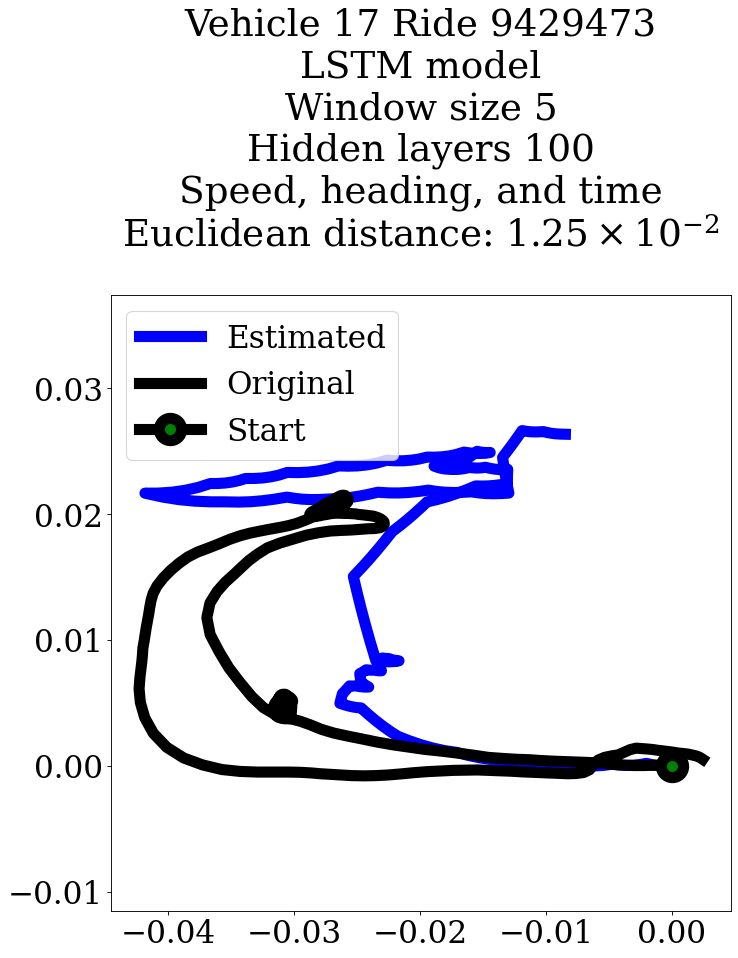 Vehicle 17 Ride 9429473
LSTM model
Window size 5
Hidden layers 100
Speed, heading, and time
Euclidean distance: 1.25 × 10⁻²
Estimated
Original
Start
0.03
0.02
0.01
0.00
−0.01
−0.04 −0.03 −0.02 −0.01 0.00